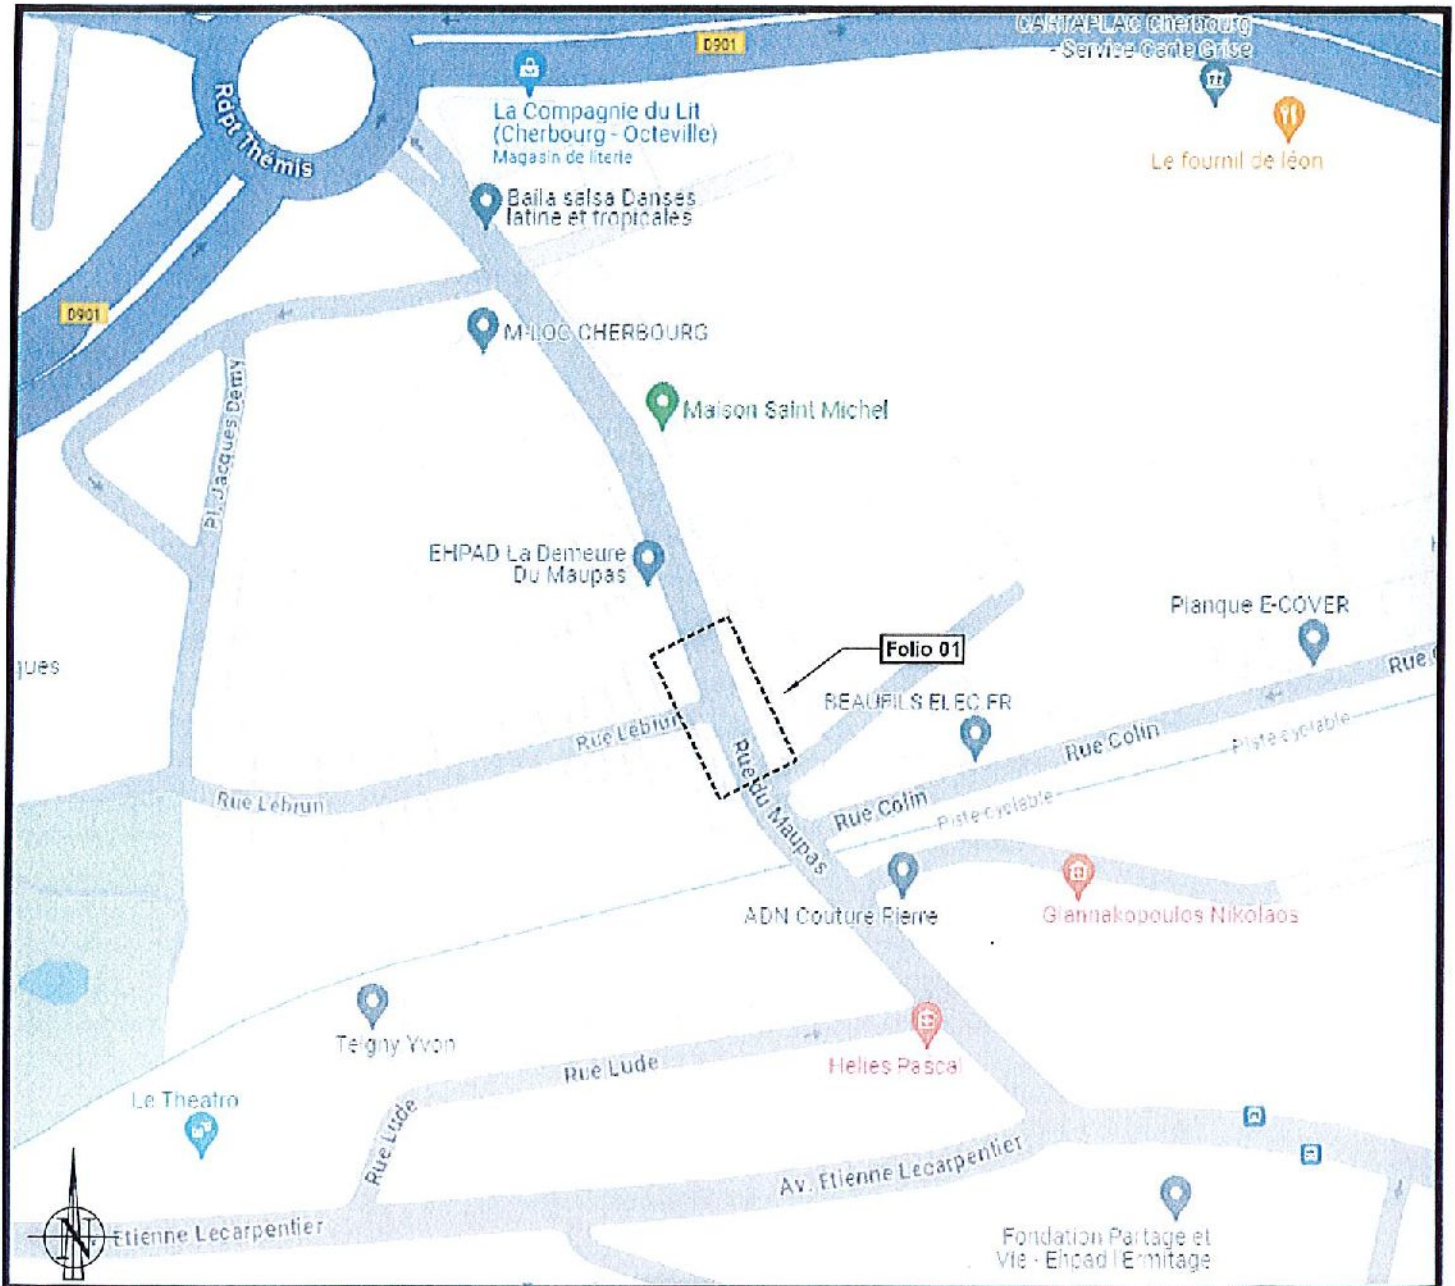 CARTAPLAC Cherbourg
- Service Carte Grise
D901
La Compagnie du Lit
(Cherbourg - Octeville)
Magasin de literie
Rdpt Thémis
Le fournil de léon
Baila salsa Danses
latine et tropicales
D901
M-LOC CHERBOURG
Pl. Jacques Demy
Maison Saint Michel
EHPAD La Demeure
Du Maupas
Planque E-COVER
Folio 01
ques
Rue
BEAUFILS ELEC FR
Rue Lebrun
Rue Colin
Piste cyclable
Rue du Maupas
Rue Lebrun
Rue Colin
Piste cyclable
ADN Couture Pierre
Giannakopoulos Nikolaos
Teigny Yvon
Rue Lude
Helies Pascal
Le Theatro
Rue Lude
Av. Etienne Lecarpentier
N
Etienne Lecarpentier
Fondation Partage et
Vie - Ehpad l'Ermitage